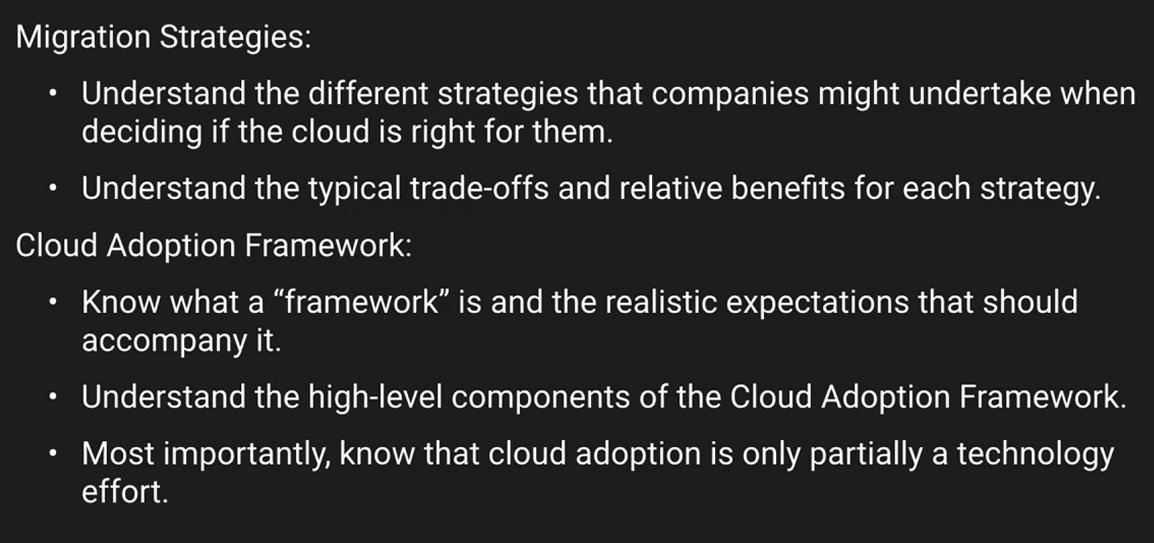 Migration Strategies:
• Understand the different strategies that companies might undertake when
deciding if the cloud is right for them.
• Understand the typical trade-offs and relative benefits for each strategy.
Cloud Adoption Framework:
• Know what a “framework” is and the realistic expectations that should
accompany it.
• Understand the high-level components of the Cloud Adoption Framework.
• Most importantly, know that cloud adoption is only partially a technology
effort.